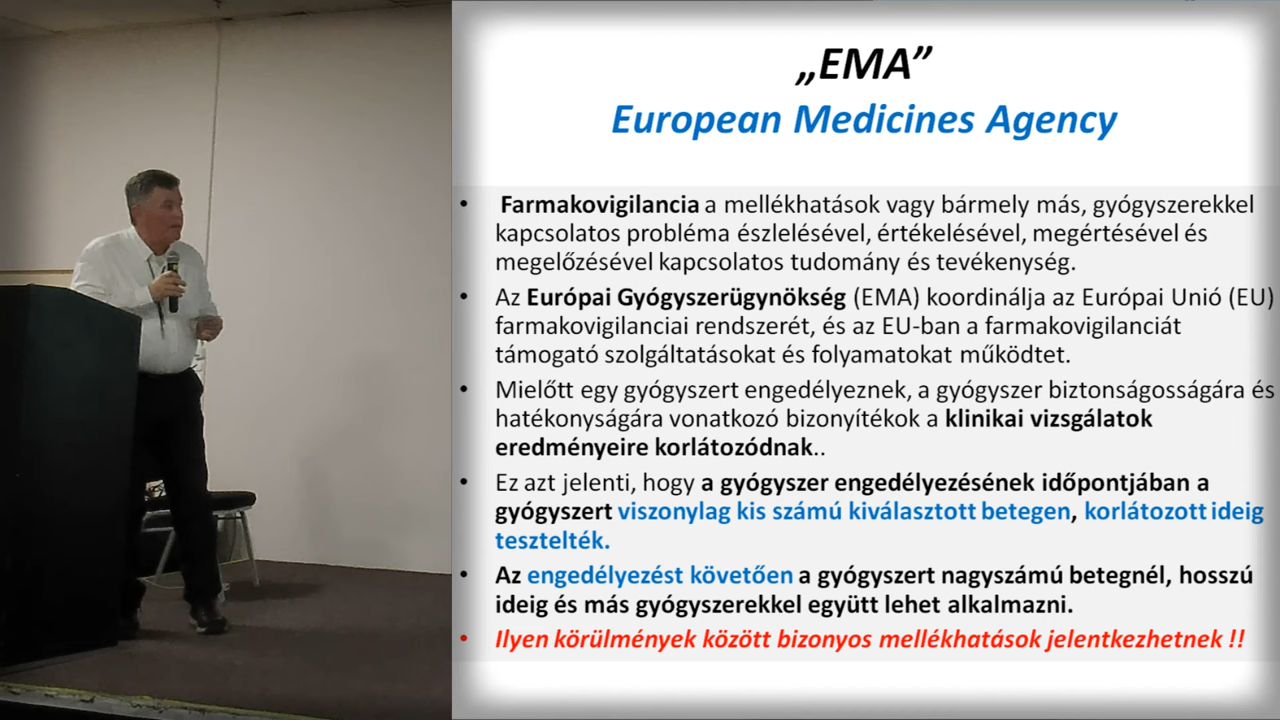 „EMA”
European Medicines Agency
• Farmakovigilancia a mellékhatások vagy bármely más, gyógyszerekkel
kapcsolatos probléma észlelésével, értékelésével, megértésével és
megelőzésével kapcsolatos tudomány és tevékenység.
• Az Európai Gyógyszerügynökség (EMA) koordinálja az Európai Unió (EU)
farmakovigilanciai rendszerét, és az EU-ban a farmakovigilanciát
támogató szolgáltatásokat és folyamatokat működtet.
• Mielőtt egy gyógyszert engedélyeznek, a gyógyszer biztonságosságára és
hatékonyságára vonatkozó bizonyítékok a klinikai vizsgálatok
eredményeire korlátozódnak..
• Ez azt jelenti, hogy a gyógyszer engedélyezésének időpontjában a
gyógyszert viszonylag kis számú kiválasztott betegen, korlátozott ideig
tesztelték.
• Az engedélyezést követően a gyógyszert nagyszámú betegnél, hosszú
ideig és más gyógyszerekkel együtt lehet alkalmazni.
• Ilyen körülmények között bizonyos mellékhatások jelentkezhetnek !!